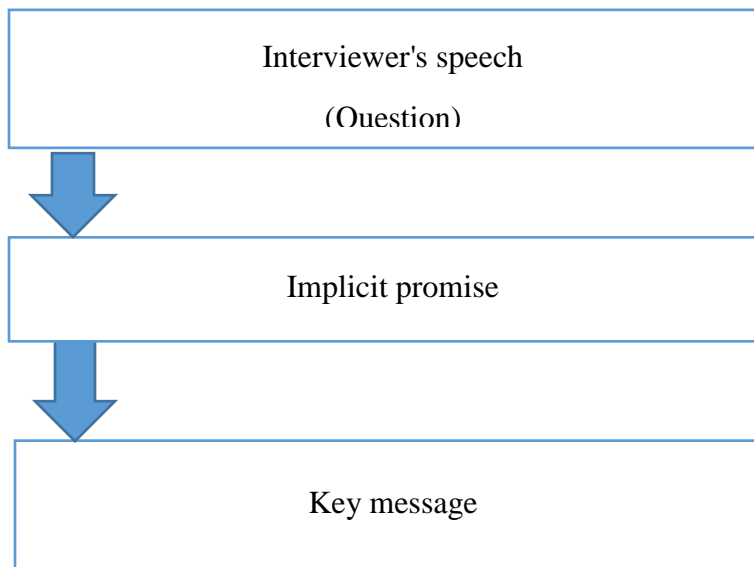 Interviewer's speech
(Question)
Implicit promise
Key message